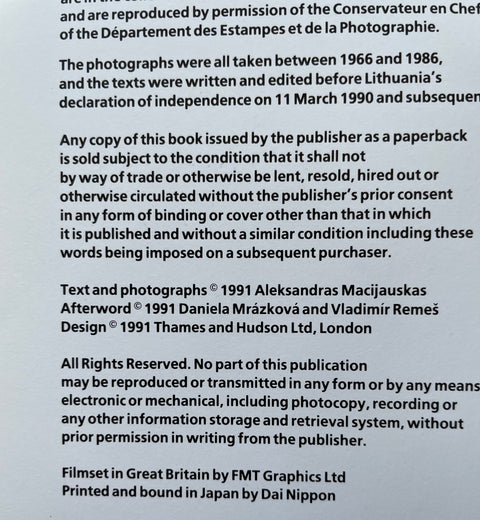 and are reproduced by permission of the Conservateur en Chef
of the Département des Estampes et de la Photographie.
The photographs were all taken between 1966 and 1986,
and the texts were written and edited before Lithuania's
declaration of independence on 11 March 1990 and subsequen
Any copy of this book issued by the publisher as a paperback
is sold subject to the condition that it shall not
by way of trade or otherwise be lent, resold, hired out or
otherwise circulated without the publisher's prior consent
in any form of binding or cover other than that in which
it is published and without a similar condition including these
words being imposed on a subsequent purchaser.
Text and photographs © 1991 Aleksandras Macijauskas
Afterword © 1991 Daniela Mrázková and Vladimír Remeš
Design © 1991 Thames and Hudson Ltd, London
All Rights Reserved. No part of this publication
may be reproduced or transmitted in any form or by any means
electronic or mechanical, including photocopy, recording or
any other information storage and retrieval system, without
prior permission in writing from the publisher.
Filmset in Great Britain by FMT Graphics Ltd
Printed and bound in Japan by Dai Nippon